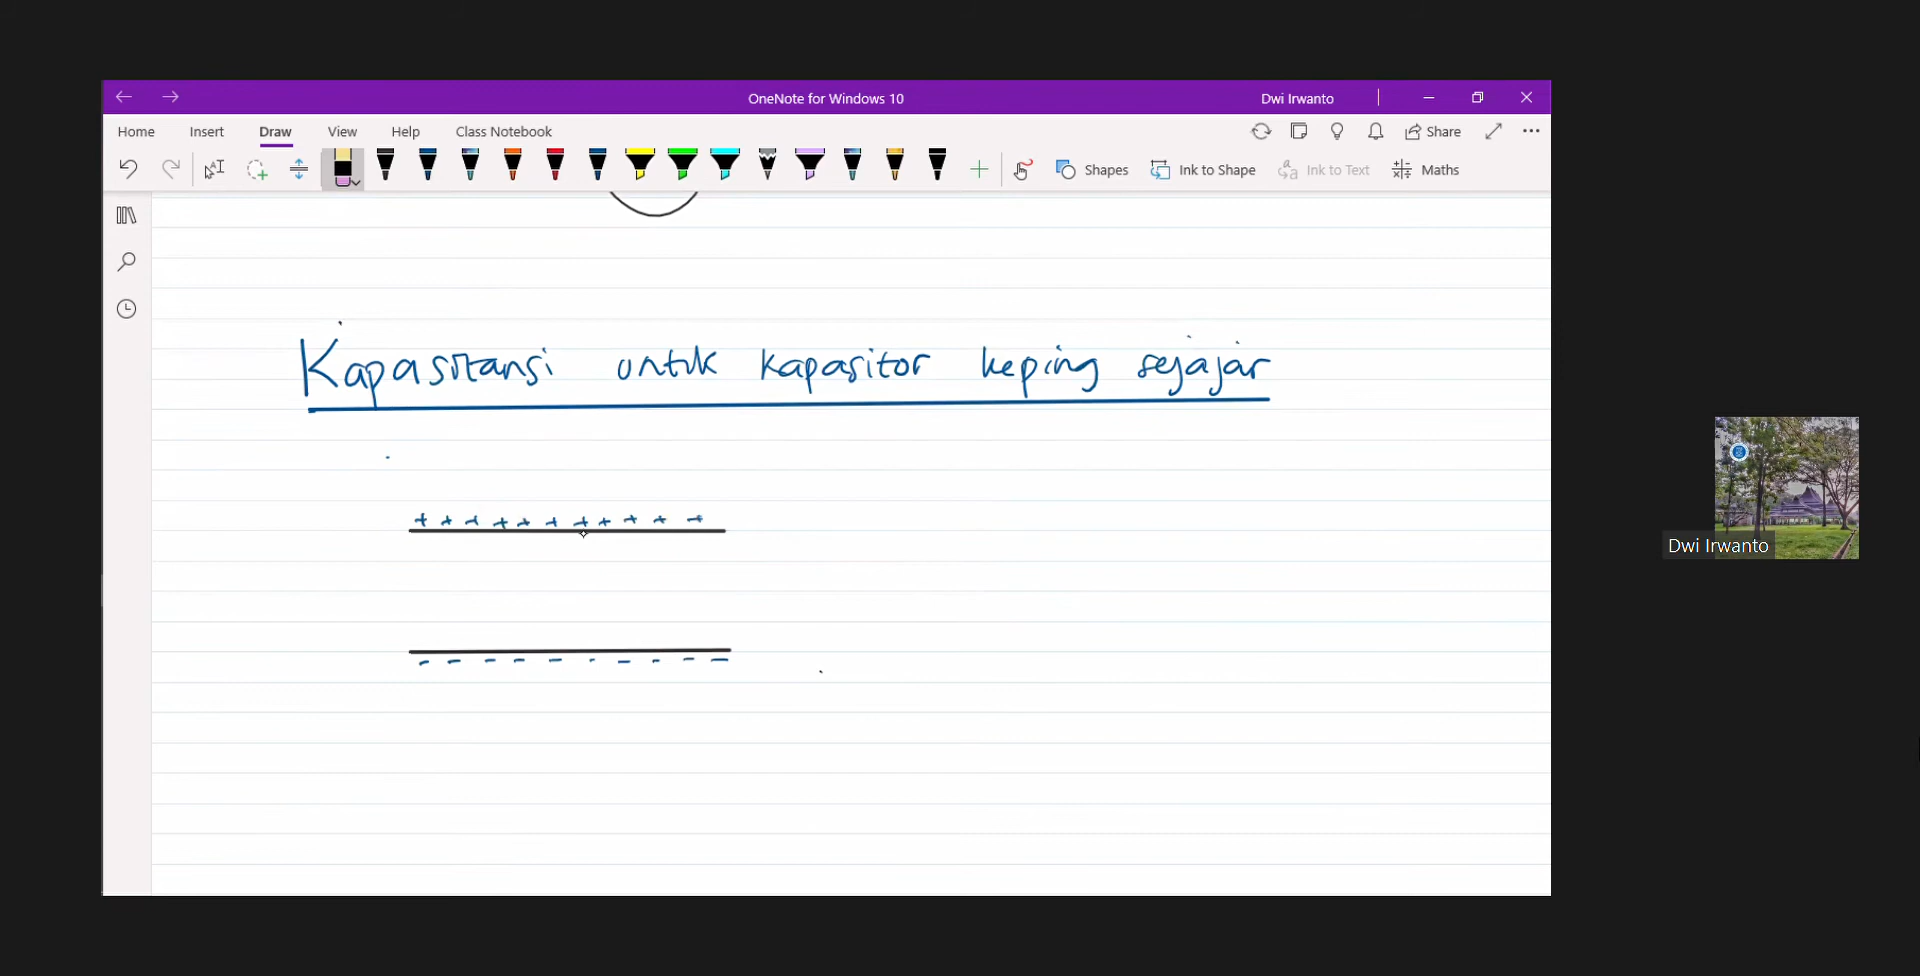 OneNote for Windows 10
Dwi Irwanto
Home Insert Draw View Help Class Notebook
Share
Shapes Ink to Shape Ink to Text Maths
Kapasitansi untuk kapasitor keping sejajar
+ + + + + + + + + + +
- - - - - - - - - -
Dwi Irwanto